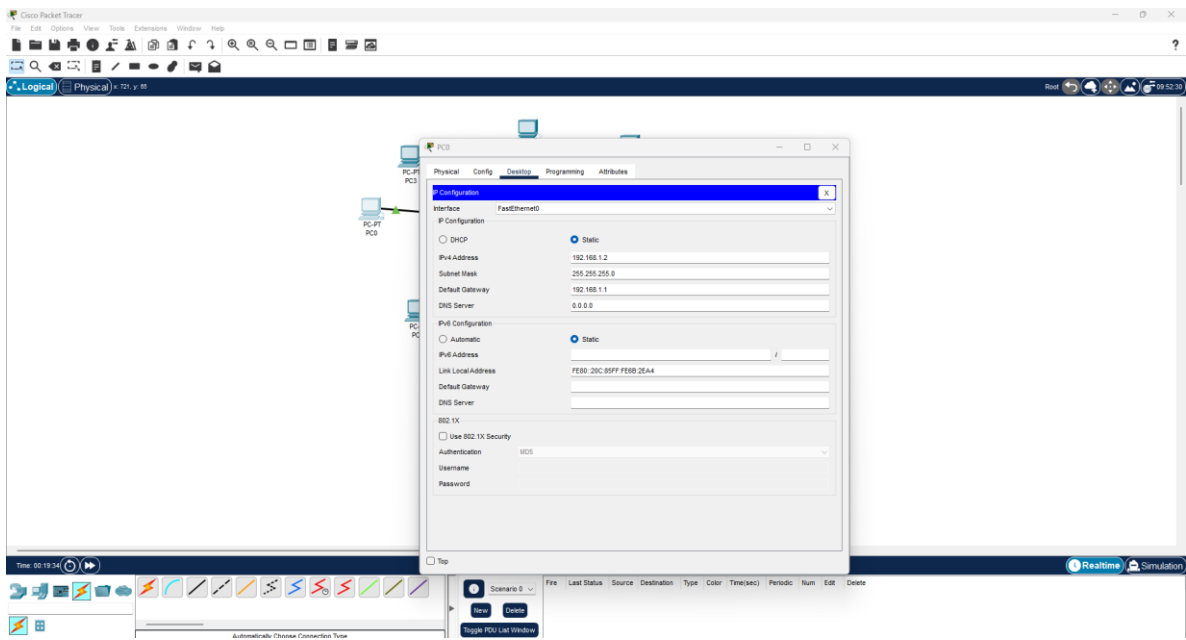 Cisco Packet Tracer
File Edit Options View Tools Extensions Window Help
?
Logical Physical x: 721, y: 65
Root 09:52:30
PC-PT
PC3
PC-PT
PC0
PC-
PC
PC0
Physical Config Desktop Programming Attributes
IP Configuration X
Interface FastEthernet0
IP Configuration
DHCP Static
IPv4 Address 192.168.1.2
Subnet Mask 255.255.255.0
Default Gateway 192.168.1.1
DNS Server 0.0.0.0
IPv6 Configuration
Automatic Static
IPv6 Address /
Link Local Address FE80::20C:85FF:FE6B:2EA4
Default Gateway
DNS Server
802.1X
Use 802.1X Security
Authentication MD5
Username
Password
Top
Time: 00:19:34 Realtime Simulation
Scenario 0 Fire Last Status Source Destination Type Color Time(sec) Periodic Num Edit Delete
New Delete
Toggle PDU List Window
Automatically Choose Connection Type